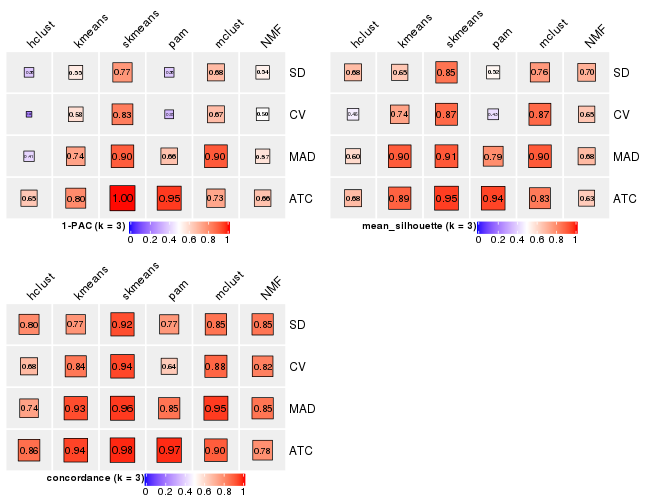 hclust kmeans skmeans pam mclust NMF
0.55 0.77 0.68 0.54 SD
0.58 0.83 0.67 0.50 CV
0.41 0.74 0.90 0.66 0.90 0.57 MAD
0.65 0.80 1.00 0.95 0.73 0.66 ATC
1-PAC (k = 3)
0 0.2 0.4 0.6 0.8 1
hclust kmeans skmeans pam mclust NMF
0.68 0.65 0.85 0.52 0.76 0.70 SD
0.74 0.87 0.87 0.65 CV
0.60 0.90 0.91 0.79 0.90 0.68 MAD
0.68 0.89 0.95 0.94 0.83 0.63 ATC
mean_silhouette (k = 3)
0 0.2 0.4 0.6 0.8 1
hclust kmeans skmeans pam mclust NMF
0.80 0.77 0.92 0.77 0.85 0.85 SD
0.68 0.84 0.94 0.64 0.88 0.82 CV
0.74 0.93 0.96 0.85 0.95 0.85 MAD
0.86 0.94 0.98 0.97 0.90 0.78 ATC
concordance (k = 3)
0 0.2 0.4 0.6 0.8 1